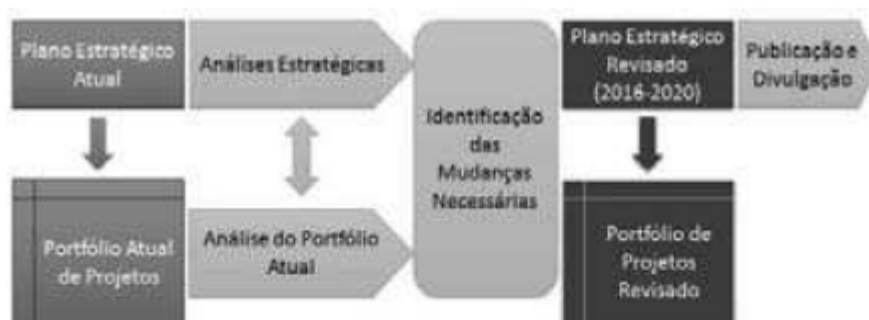 Plano Estratégico
Atual
Análises Estratégicas
Identificação
das
Mudanças
Necessárias
Plano Estratégico
Revisado
(2016-2020)
Publicação e
Divulgação
Portfólio Atual
de Projetos
Análise do Portfólio
Atual
Portfólio de
Projetos
Revisado